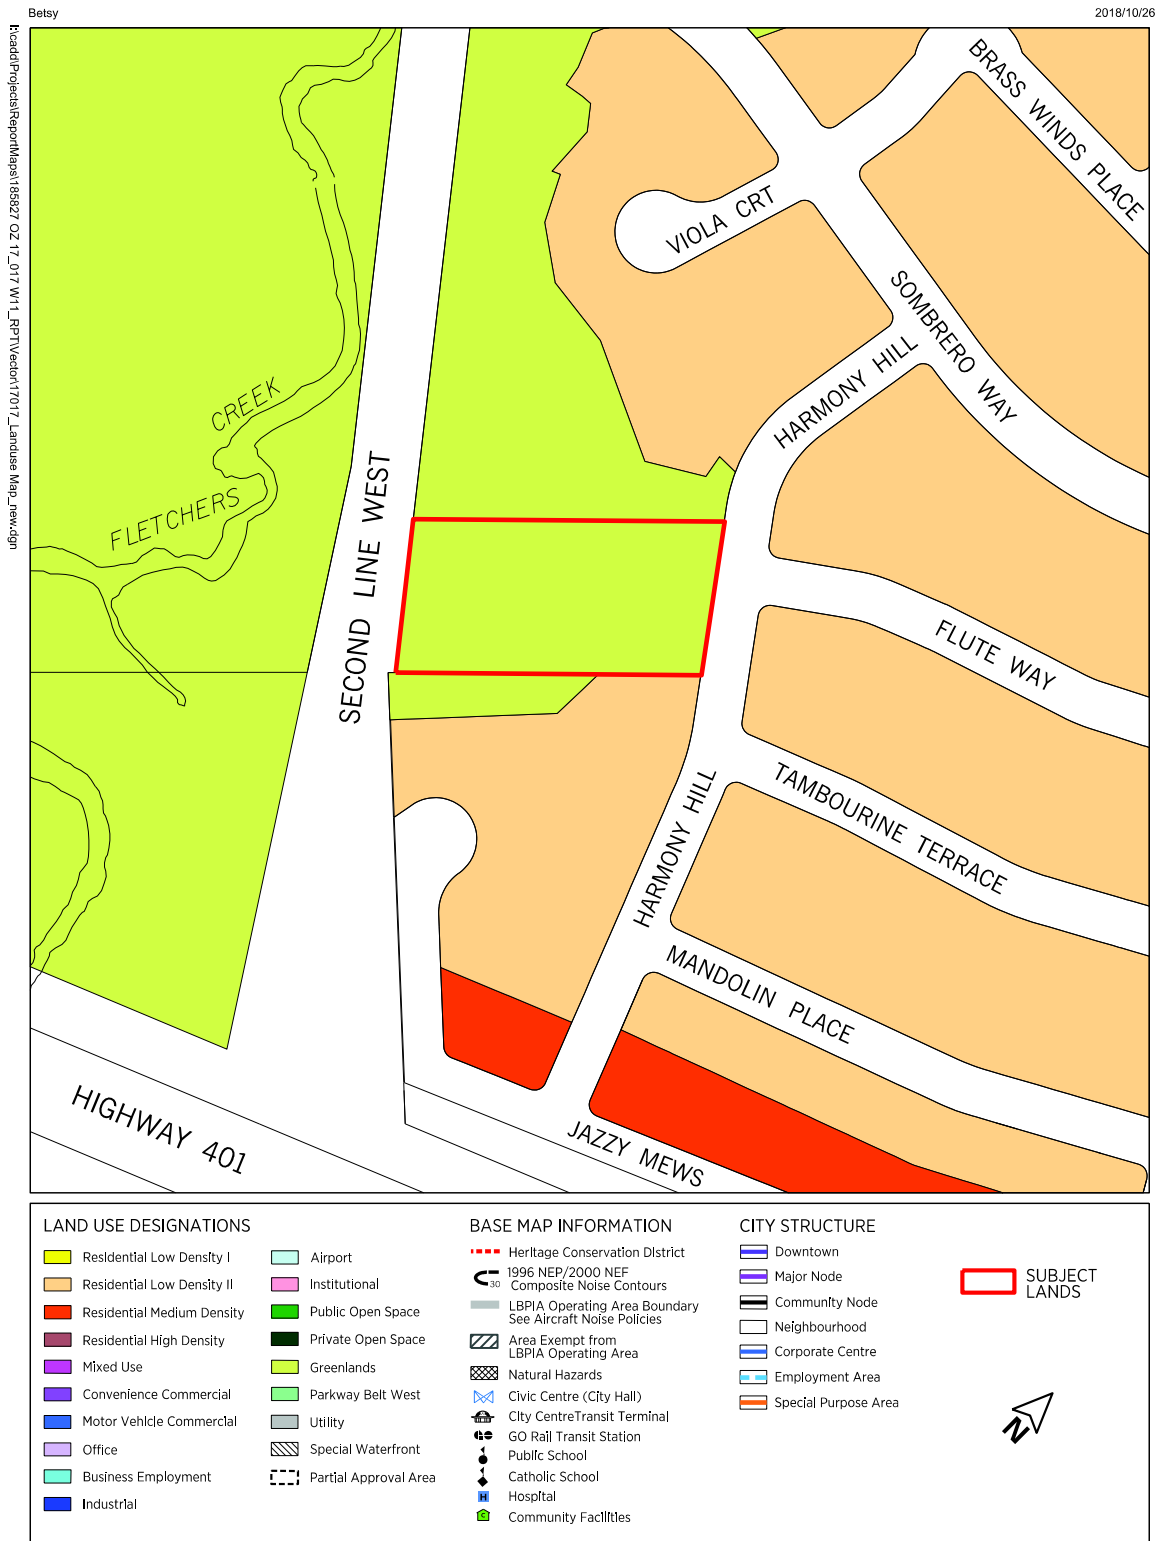 Betsy
2018/10/26
I:\cadd\Projects\ReportMaps\185827 OZ 17_017 W11_RPT\Vector\17017_Landuse Map_new.dgn
BRASS WINDS PLACE
VIOLA CRT
SOMBRERO WAY
HARMONY HILL
CREEK
FLETCHERS
SECOND LINE WEST
FLUTE WAY
TAMBOURINE TERRACE
HARMONY HILL
MANDOLIN PLACE
HIGHWAY 401
JAZZY MEWS
LAND USE DESIGNATIONS
Residential Low Density I
Residential Low Density II
Residential Medium Density
Residential High Density
Mixed Use
Convenience Commercial
Motor Vehicle Commercial
Office
Business Employment
Industrial
Airport
Institutional
Public Open Space
Private Open Space
Greenlands
Parkway Belt West
Utility
Special Waterfront
Partial Approval Area
BASE MAP INFORMATION
Heritage Conservation District
30
1996 NEP/2000 NEF
Composite Noise Contours
LBPIA Operating Area Boundary
See Aircraft Noise Policies
Area Exempt from
LBPIA Operating Area
Natural Hazards
Civic Centre (City Hall)
City CentreTransit Terminal
GO Rail Transit Station
Public School
Catholic School
H
Hospital
C
Community Facilities
CITY STRUCTURE
Downtown
Major Node
Community Node
Neighbourhood
Corporate Centre
Employment Area
Special Purpose Area
SUBJECT
LANDS
N